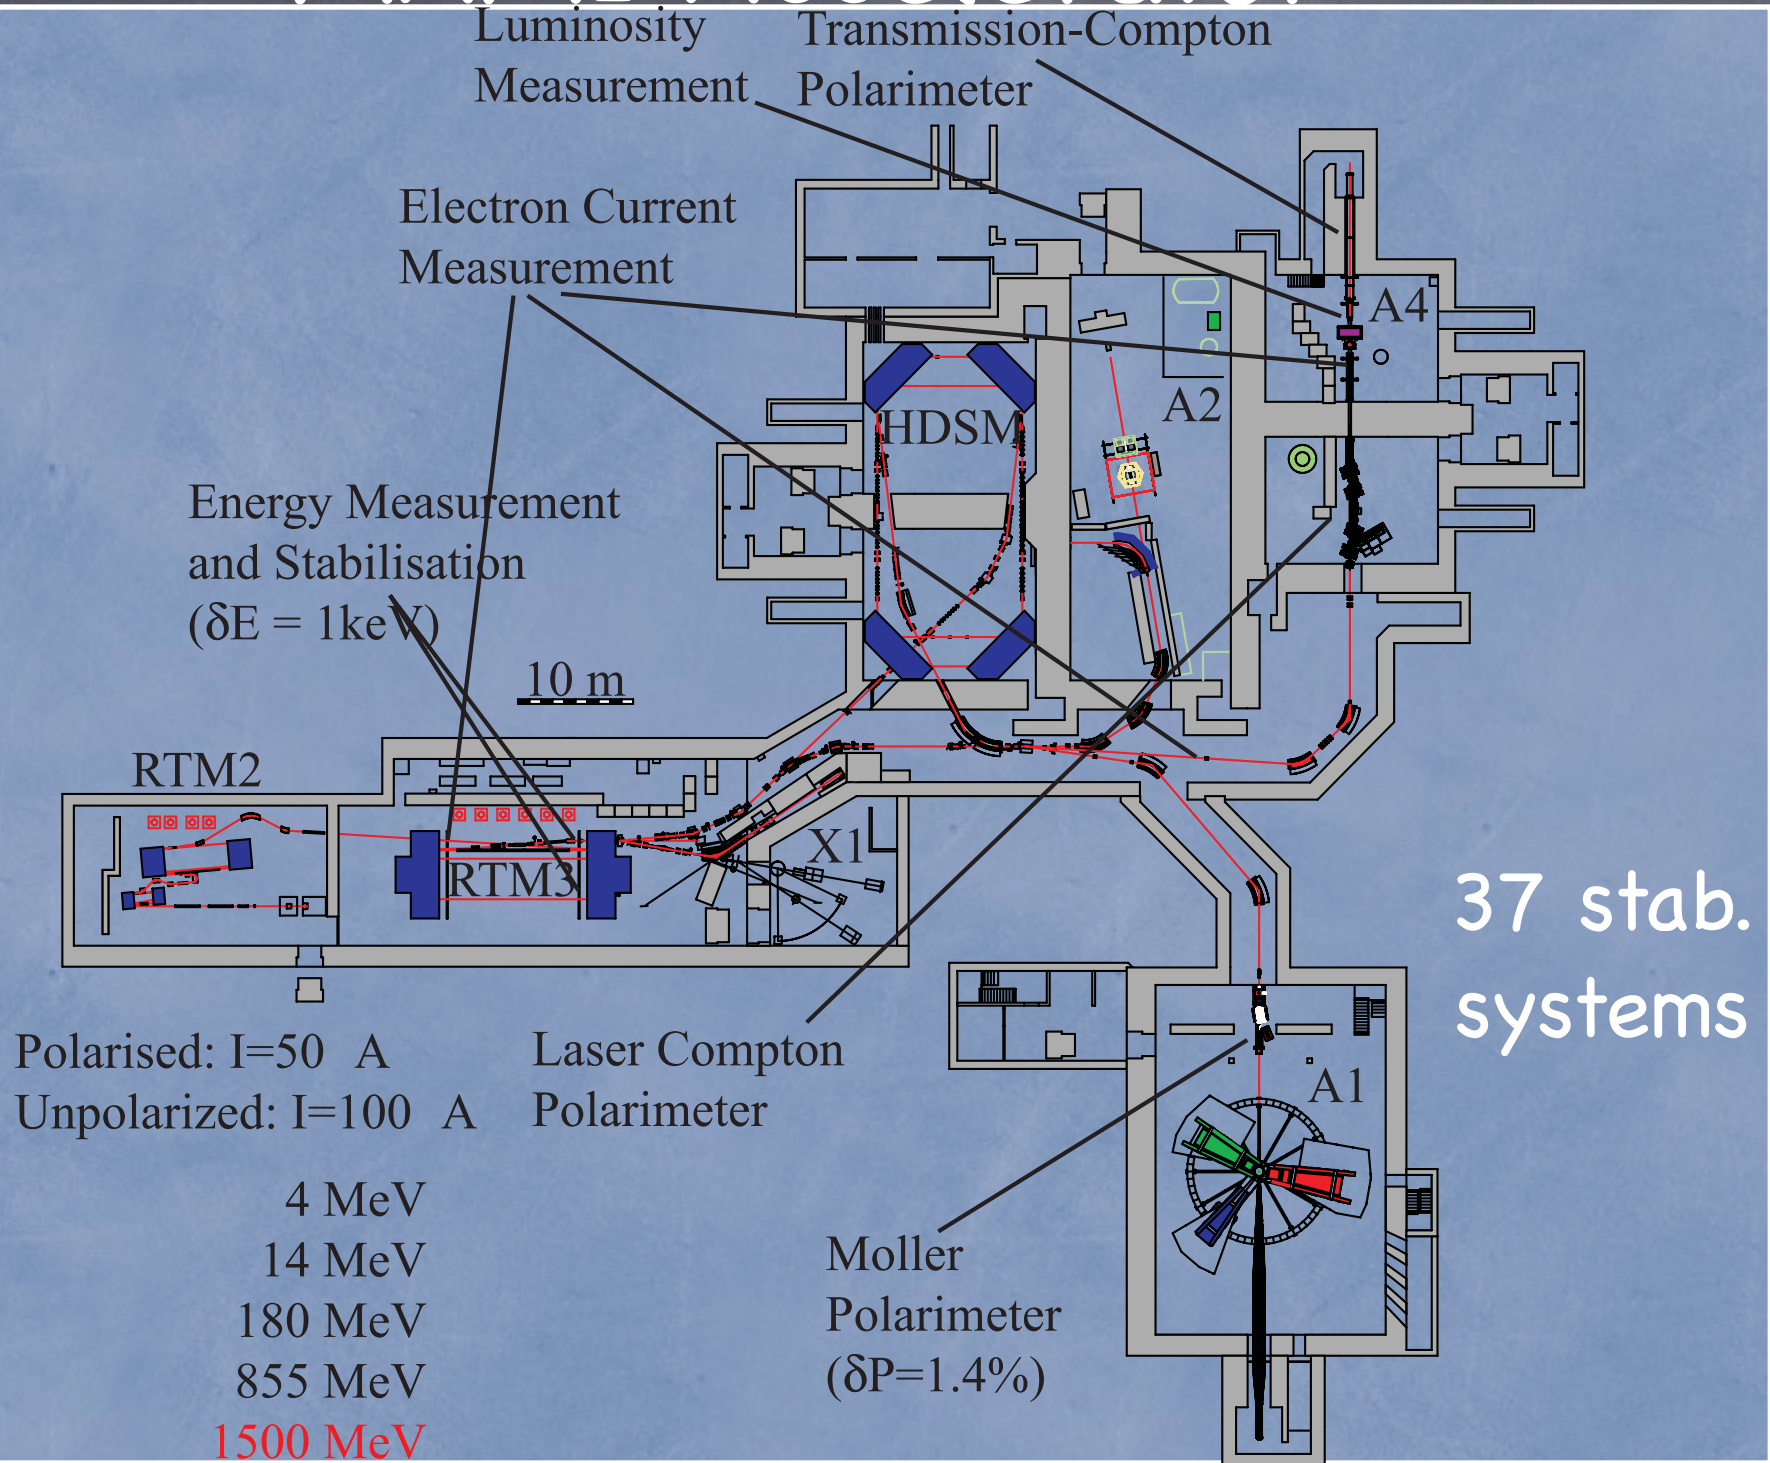 Luminosity
Measurement
Transmission-Compton
Polarimeter
Electron Current
Measurement
A4
A2
HDSM
Energy Measurement
and Stabilisation
(δE = 1keV)
10 m
RTM2
RTM3
X1
37 stab.
systems
Polarised: I=50 A
Unpolarized: I=100 A
Laser Compton
Polarimeter
A1
4 MeV
14 MeV
180 MeV
855 MeV
1500 MeV
Moller
Polarimeter
(δP=1.4%)